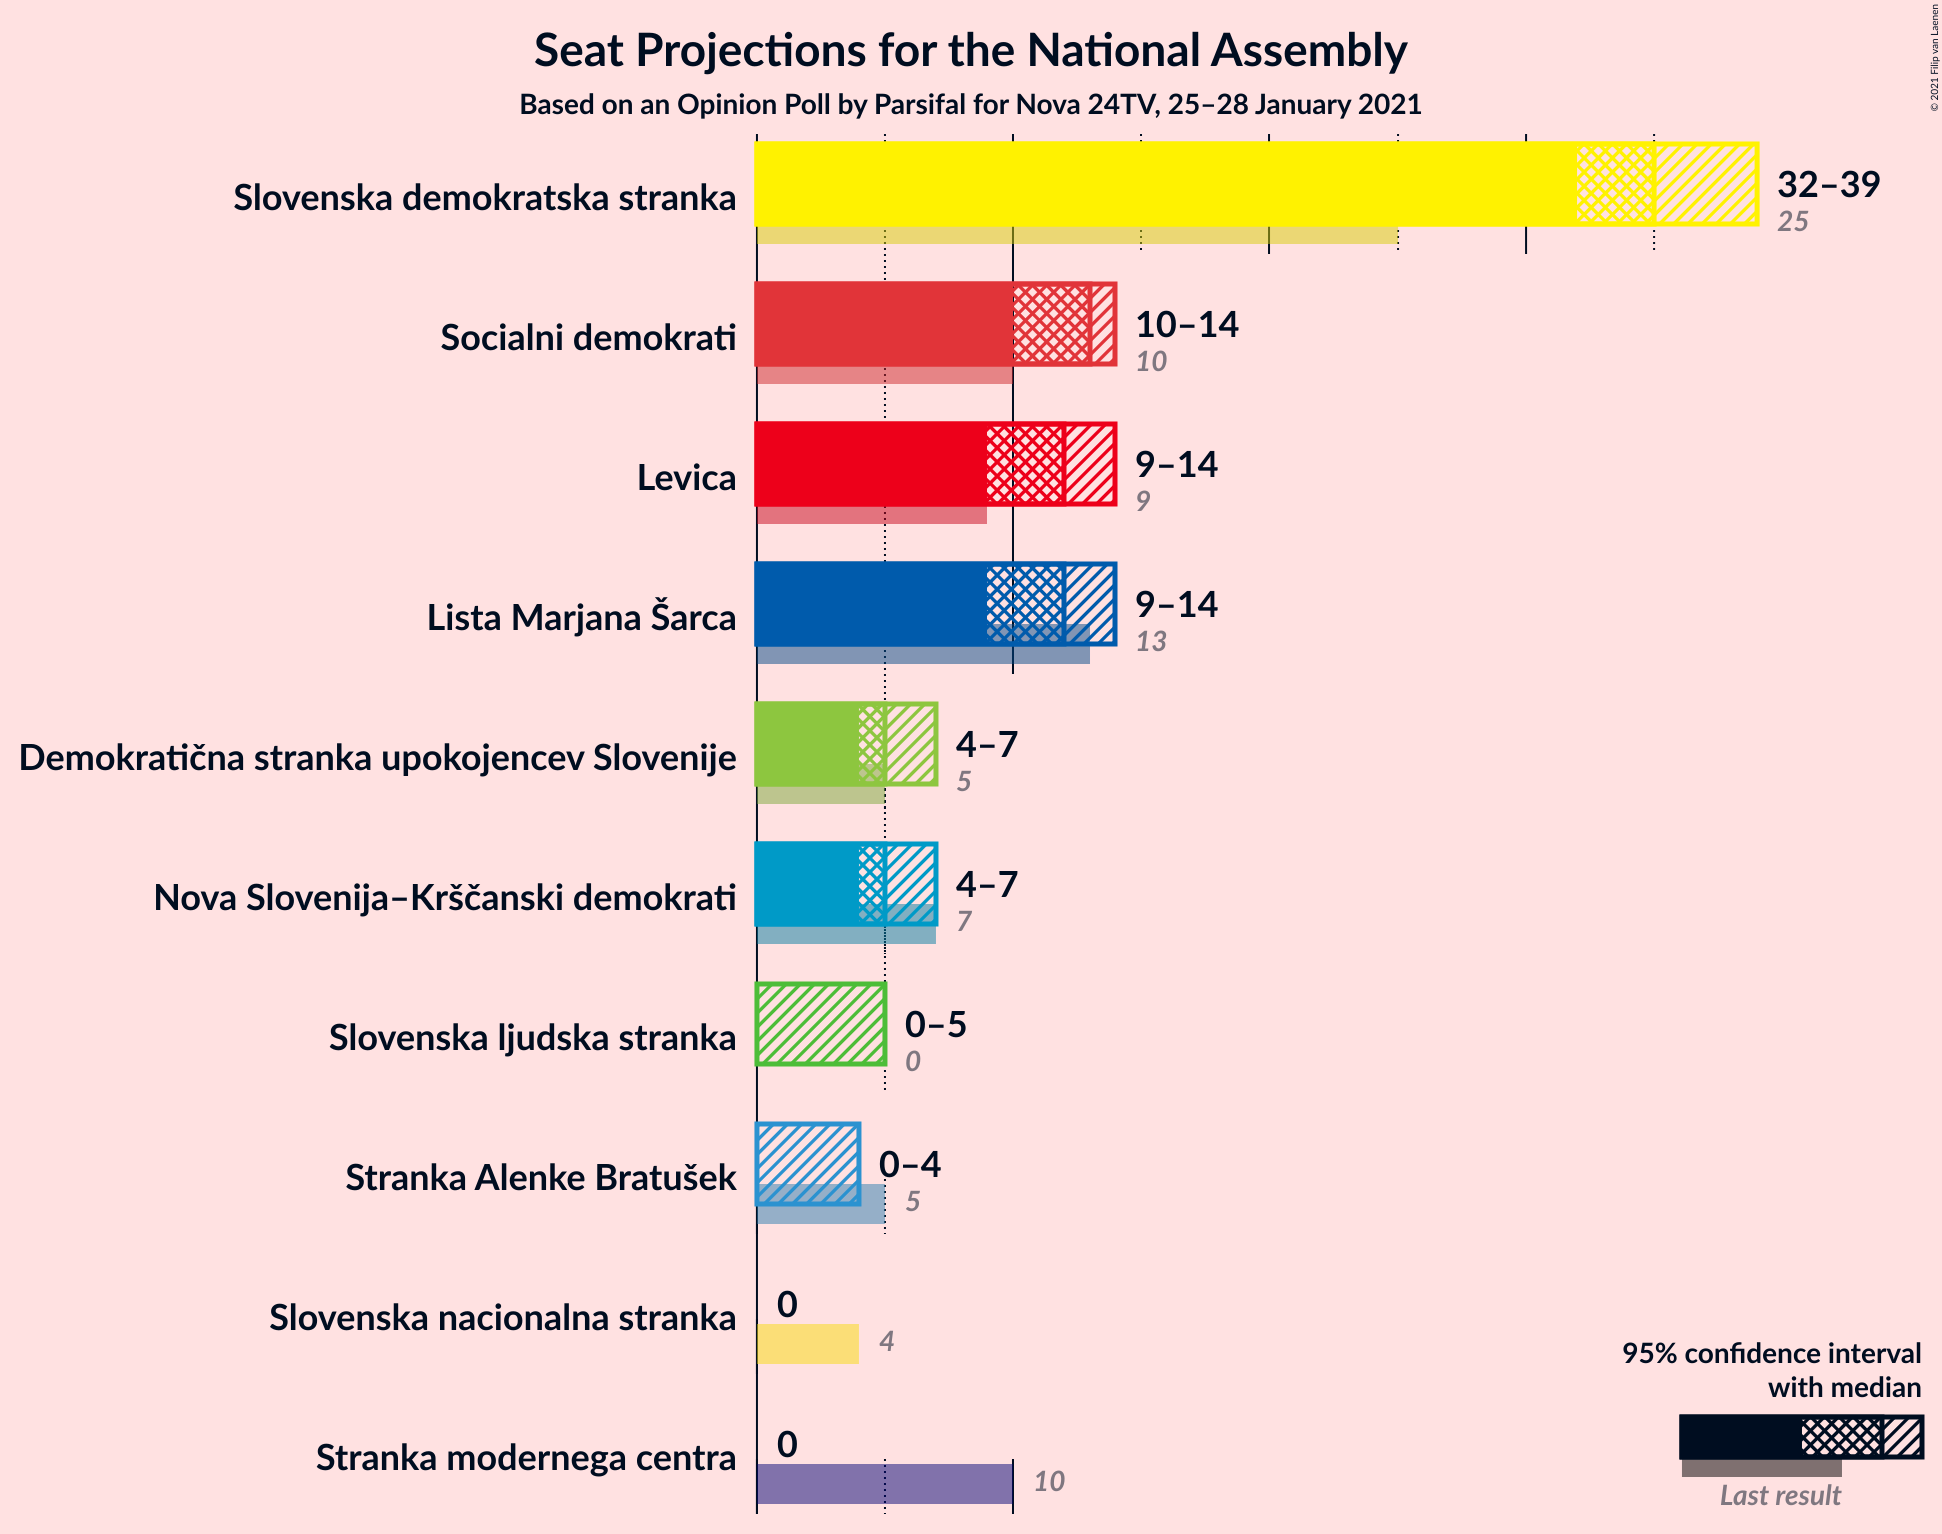 Seat Projections for the National Assembly
Based on an Opinion Poll by Parsifal for Nova 24TV, 25–28 January 2021
© 2021 Filip van Laenen
Slovenska demokratska stranka
32–39
25
Socialni demokrati
10–14
10
Levica
9–14
9
Lista Marjana Šarca
9–14
13
Demokratična stranka upokojencev Slovenije
4–7
5
Nova Slovenija–Krščanski demokrati
4–7
7
Slovenska ljudska stranka
0–5
0
Stranka Alenke Bratušek
0–4
5
Slovenska nacionalna stranka
0
4
Stranka modernega centra
0
10
95% confidence interval
with median
Last result